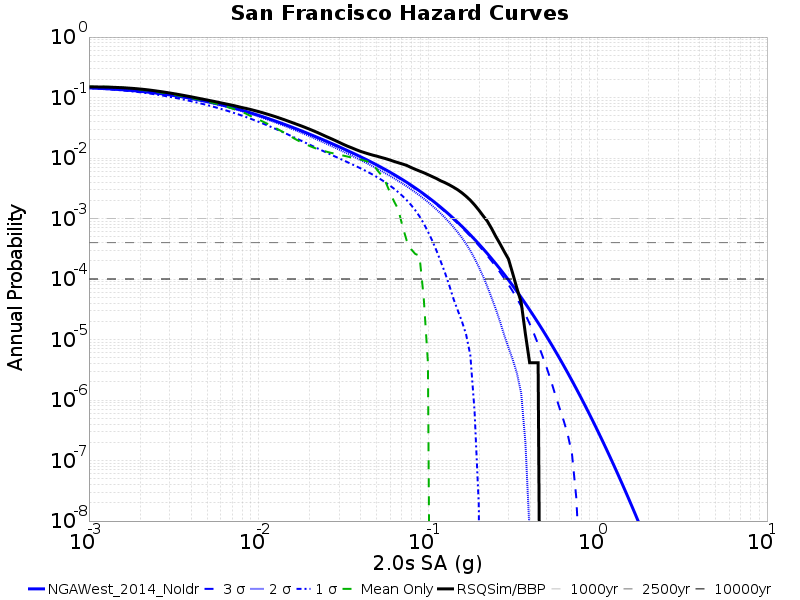 San Francisco Hazard Curves
10^0
10^-1
10^-2
10^-3
10^-4
10^-5
10^-6
10^-7
10^-8
Annual Probability
10^-3 10^-2 10^-1 10^0 10^1
2.0s SA (g)
NGAWest_2014_NoIdr 3 σ 2 σ 1 σ Mean Only RSQSim/BBP 1000yr 2500yr 10000yr